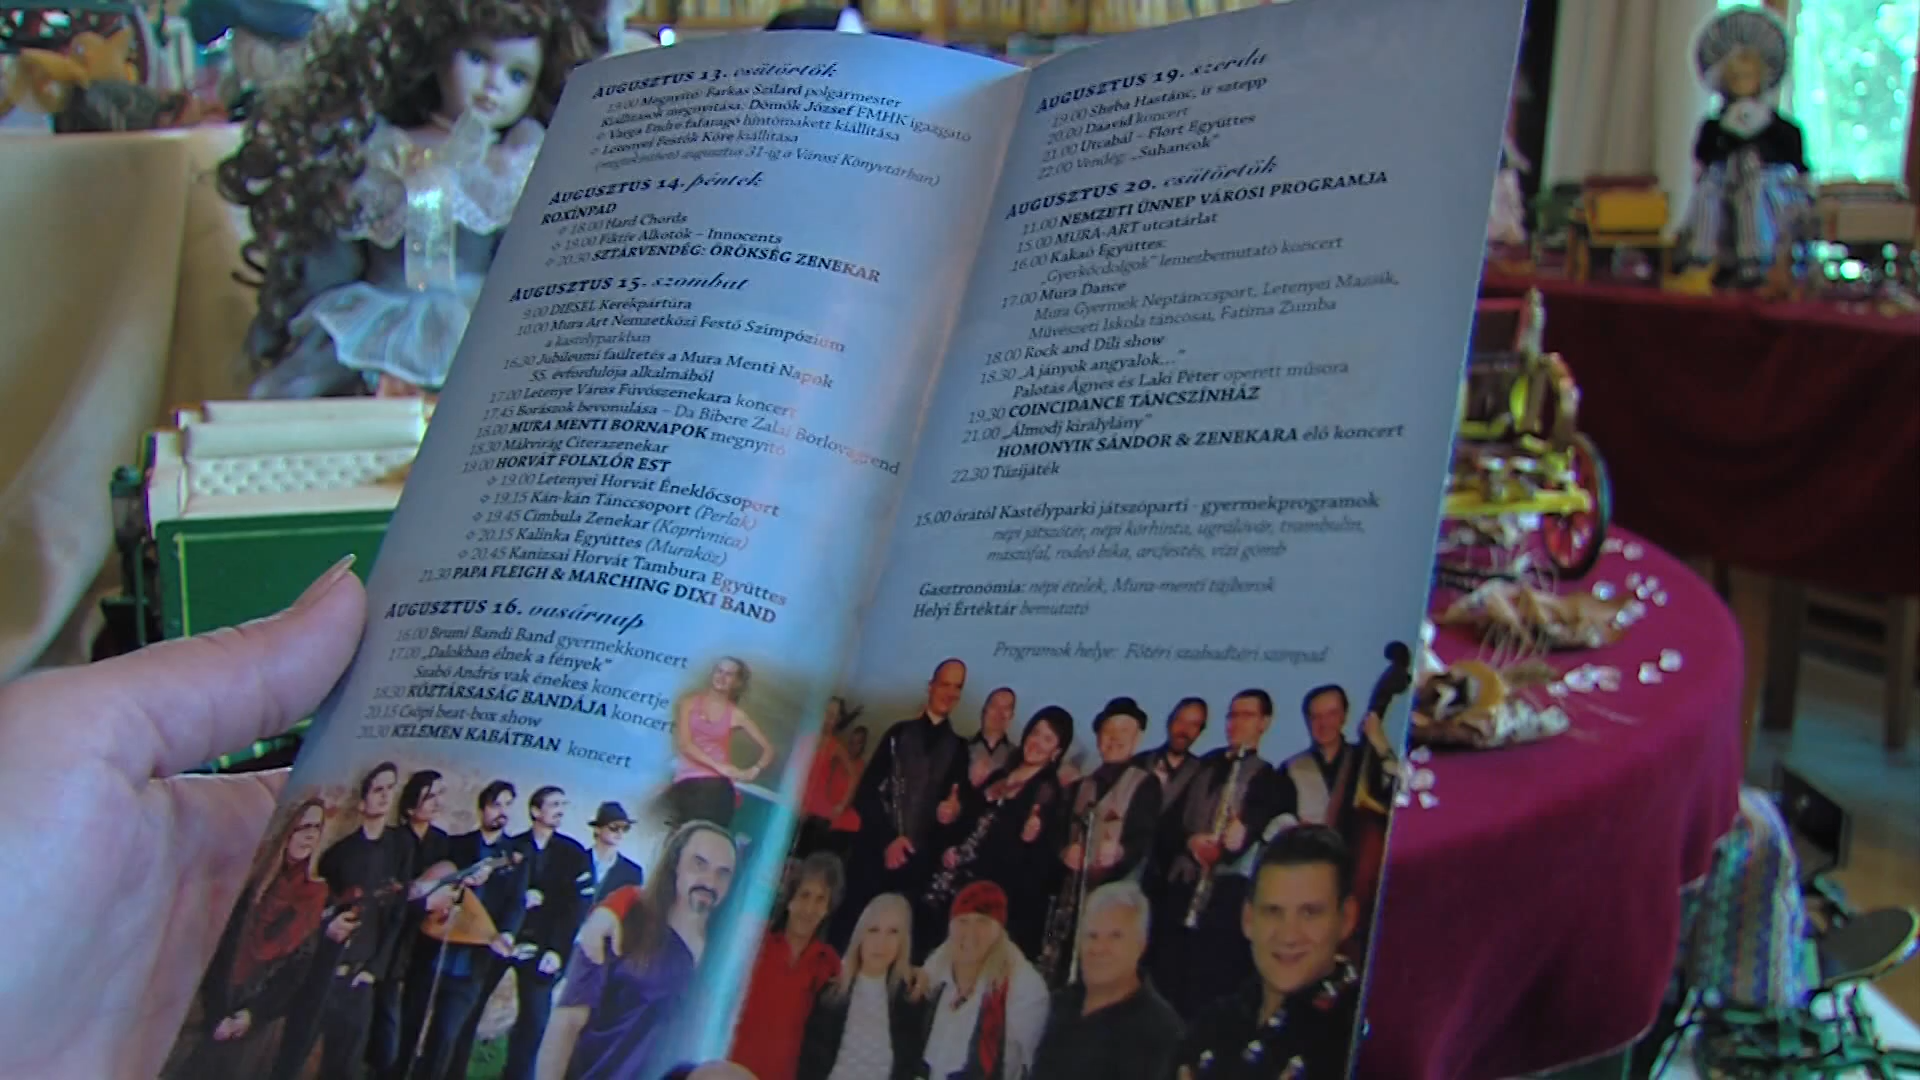 AUGUSZTUS 13. csütörtök
19.00 Megnyitó: Farkas Szilárd polgármester
Kiállítások megnyitása: Dömők József EMHK igazgató
Varga Endre fafaragó hintómakett kiállítása
Letenyei Festők Köre kiállítása
(megtekinthető augusztus 31-ig a Városi Könyvtárban)
AUGUSZTUS 14. péntek
ROXÍNPAD
18.00 Hard Chords
19.00 Fiktív Alkotók – Innocents
20.30 SZTÁRVENDÉG: ÖRÖKSÉG ZENEKAR
AUGUSZTUS 15. szombat
9.00 DIESEL Kerékpártúra
10.00 Mura Art Nemzetközi Festő Szimpózium
a kastélyparkban
16.30 Jubileumi faültetés a Mura Menti Napok
55. évfordulója alkalmából
17.00 Letenye Város Fúvószenekara koncert
17.45 Borászok bevonulása – Da Bibere Zalai Borlovagrend
18.00 MURA MENTI BORNAPOK megnyitó
18.30 Mákvirág Citerazenekar
19.00 HORVÁT FOLKLÓR EST
19.00 Letenyei Horvát Éneklőcsoport
19.15 Kán-kán Tánccsoport (Perlak)
19.45 Cimbula Zenekar (Koprivnica)
20.15 Kalinka Együttes (Muraköz)
20.45 Kanizsai Horvát Tambura Együttes
21.30 PAPA FLEIGH & MARCHING DIXI BAND
AUGUSZTUS 16. vasárnap
16.00 Bruni Bandi Band gyermekkoncert
17.00 „Dalokban élnek a fények”
Szabó Andris vak énekes koncertje
18.30 KÖZTÁRSASÁG BANDÁJA koncert
20.15 Csöpi beat-box show
20.30 KELEMEN KABÁTBAN koncert
AUGUSZTUS 19. szerda
19.00 Sheba Hastánc, ír sztepp
20.00 Daavid koncert
21.00 Utcabál – Flört Együttes
22.00 Vendég: „Suhancok”
AUGUSZTUS 20. csütörtök
11.00 NEMZETI ÜNNEP VÁROSI PROGRAMJA
15.00 MURA-ART utcatárlat
16.00 Kakaó Együttes:
„Gyerkőcdolgok” lemezbemutató koncert
17.00 Mura Dance
Mura Gyermek Néptánccsoport, Letenyei Mazsik,
Művészeti Iskola táncosai, Fatima Zumba
18.00 Rock and Dili show
18.30 „A jányok angyalok...”
Palotás Ágnes és Laki Péter operett műsora
19.30 COINCIDANCE TÁNCSZÍNHÁZ
21.00 „Álmodj királylány”
HOMONYIK SÁNDOR & ZENEKARA élő koncert
22.30 Tűzijáték
15.00 órától Kastélyparki játszóparti - gyermekprogramok
népi játszótér, népi körhinta, ugrálóvár, trambulin,
mászófal, rodeó bika, arcfestés, vízi gömb
Gasztronómia: népi ételek, Mura-menti tájborok
Helyi Értéktár bemutató
Programok helye: Főtéri szabadtéri színpad